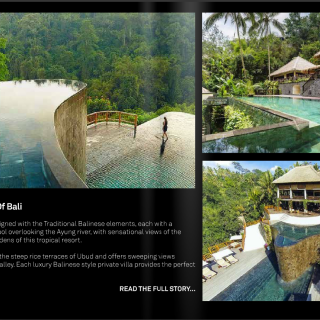 Of Bali
igned with the Traditional Balinese elements, each with a
ool overlooking the Ayung river, with sensational views of the
dens of this tropical resort.
the steep rice terraces of Ubud and offers sweeping views
alley. Each luxury Balinese style private villa provides the perfect
READ THE FULL STORY...